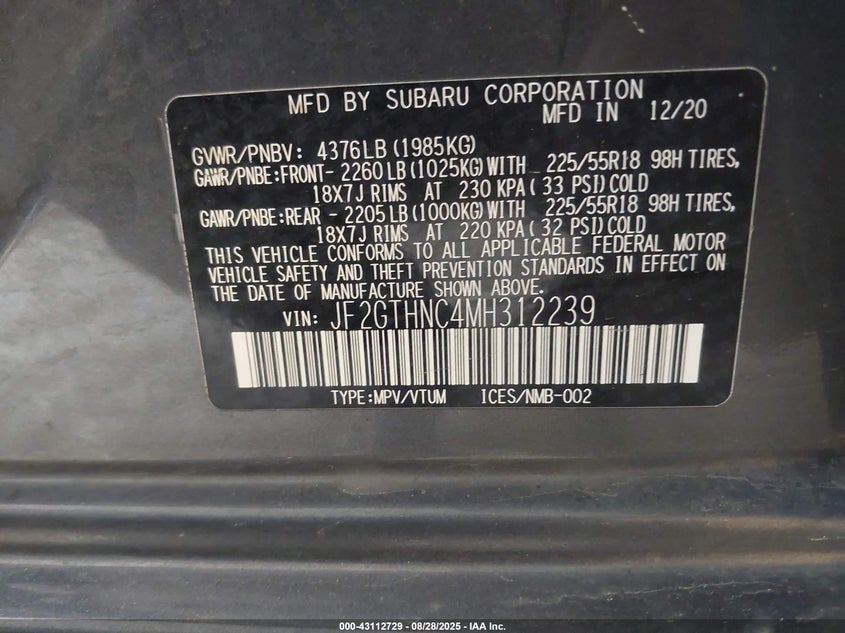 MFD BY SUBARU CORPORATION
MFD IN 12/20
GVWR/PNBV: 4376LB (1985KG)
GAWR/PNBE:FRONT- 2260LB (1025KG) WITH 225/55R18 98H TIRES,
18X7J RIMS AT 230 KPA ( 33 PSI) COLD
GAWR/PNBE:REAR - 2205LB (1000KG) WITH 225/55R18 98H TIRES,
18X7J RIMS AT 220 KPA ( 32 PSI) COLD
THIS VEHICLE CONFORMS TO ALL APPLICABLE FEDERAL MOTOR
VEHICLE SAFETY AND THEFT PREVENTION STANDARDS IN EFFECT ON
THE DATE OF MANUFACTURE SHOWN ABOVE.
VIN: JF2GTHNC4MH312239
TYPE:MPV/VTUM ICES/NMB-002
000-43112729 - 08/28/2025 - IAA Inc.